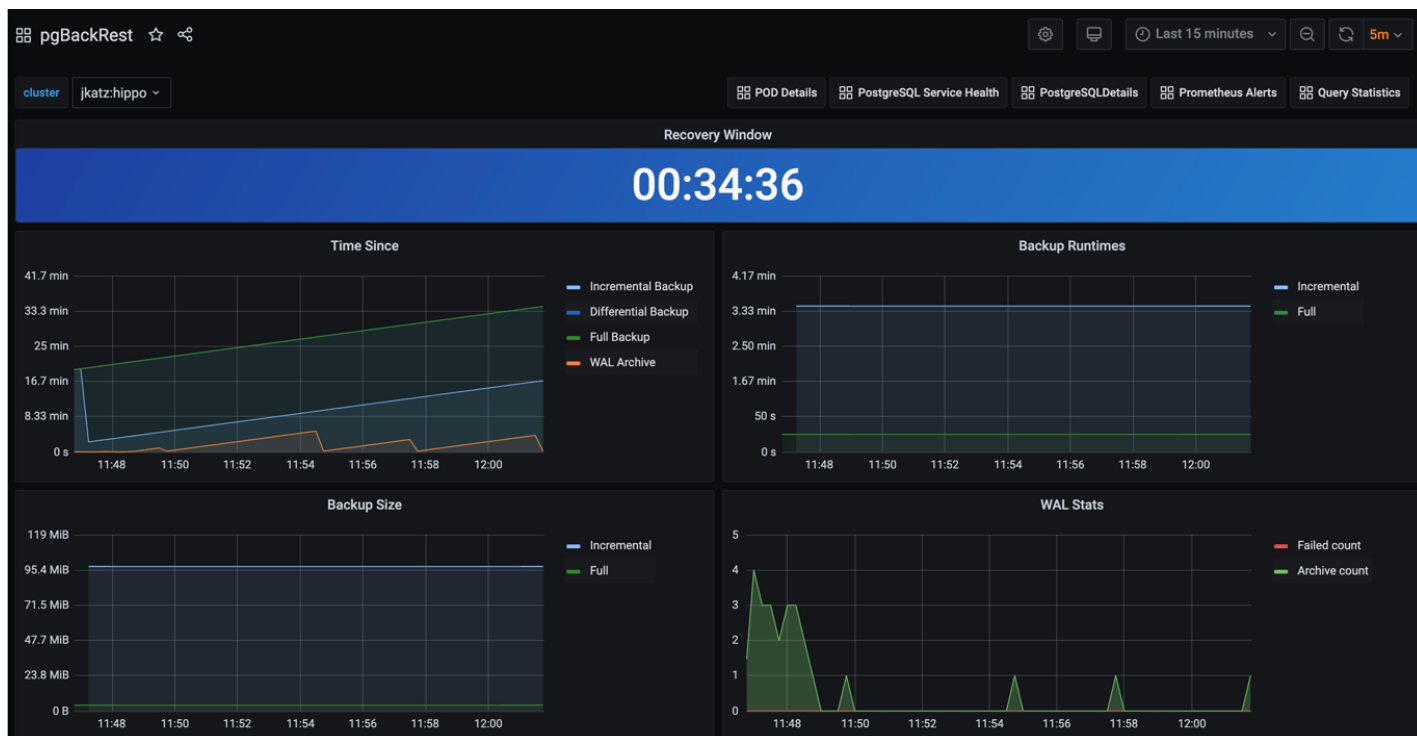 pgBackRest
Last 15 minutes
5m
cluster
jkatz:hippo
POD Details
PostgreSQL Service Health
PostgreSQLDetails
Prometheus Alerts
Query Statistics
Recovery Window
00:34:36
Time Since
41.7 min
33.3 min
25 min
16.7 min
8.33 min
0 s
11:48 11:50 11:52 11:54 11:56 11:58 12:00
Incremental Backup
Differential Backup
Full Backup
WAL Archive
Backup Runtimes
4.17 min
3.33 min
2.50 min
1.67 min
50 s
0 s
11:48 11:50 11:52 11:54 11:56 11:58 12:00
Incremental
Full
Backup Size
119 MiB
95.4 MiB
71.5 MiB
47.7 MiB
23.8 MiB
0 B
11:48 11:50 11:52 11:54 11:56 11:58 12:00
Incremental
Full
WAL Stats
5
4
3
2
1
0
11:48 11:50 11:52 11:54 11:56 11:58 12:00
Failed count
Archive count